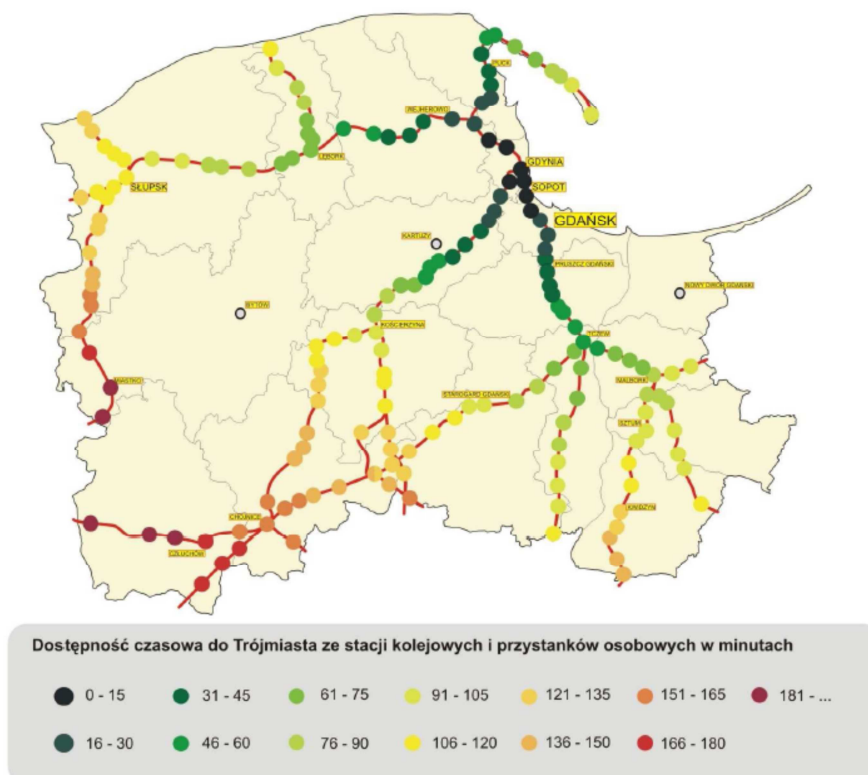 PUCK
WEJHEROWO
LĘBORK
GDYNIA
SOPOT
SŁUPSK
GDAŃSK
KARTUZY
PRUSZCZ GDAŃSKI
NOWY DWÓR GDAŃSKI
BYTÓW
KOŚCIERZYNA
TCZEW
MALBORK
MIASTKO
STAROGARD GDAŃSKI
SZTUM
KWIDZYN
CHOJNICE
CZŁUCHÓW
Dostępność czasowa do Trójmiasta ze stacji kolejowych i przystanków osobowych w minutach
0 - 15 31 - 45 61 - 75 91 - 105 121 - 135 151 - 165 181 - ...
16 - 30 46 - 60 76 - 90 106 - 120 136 - 150 166 - 180